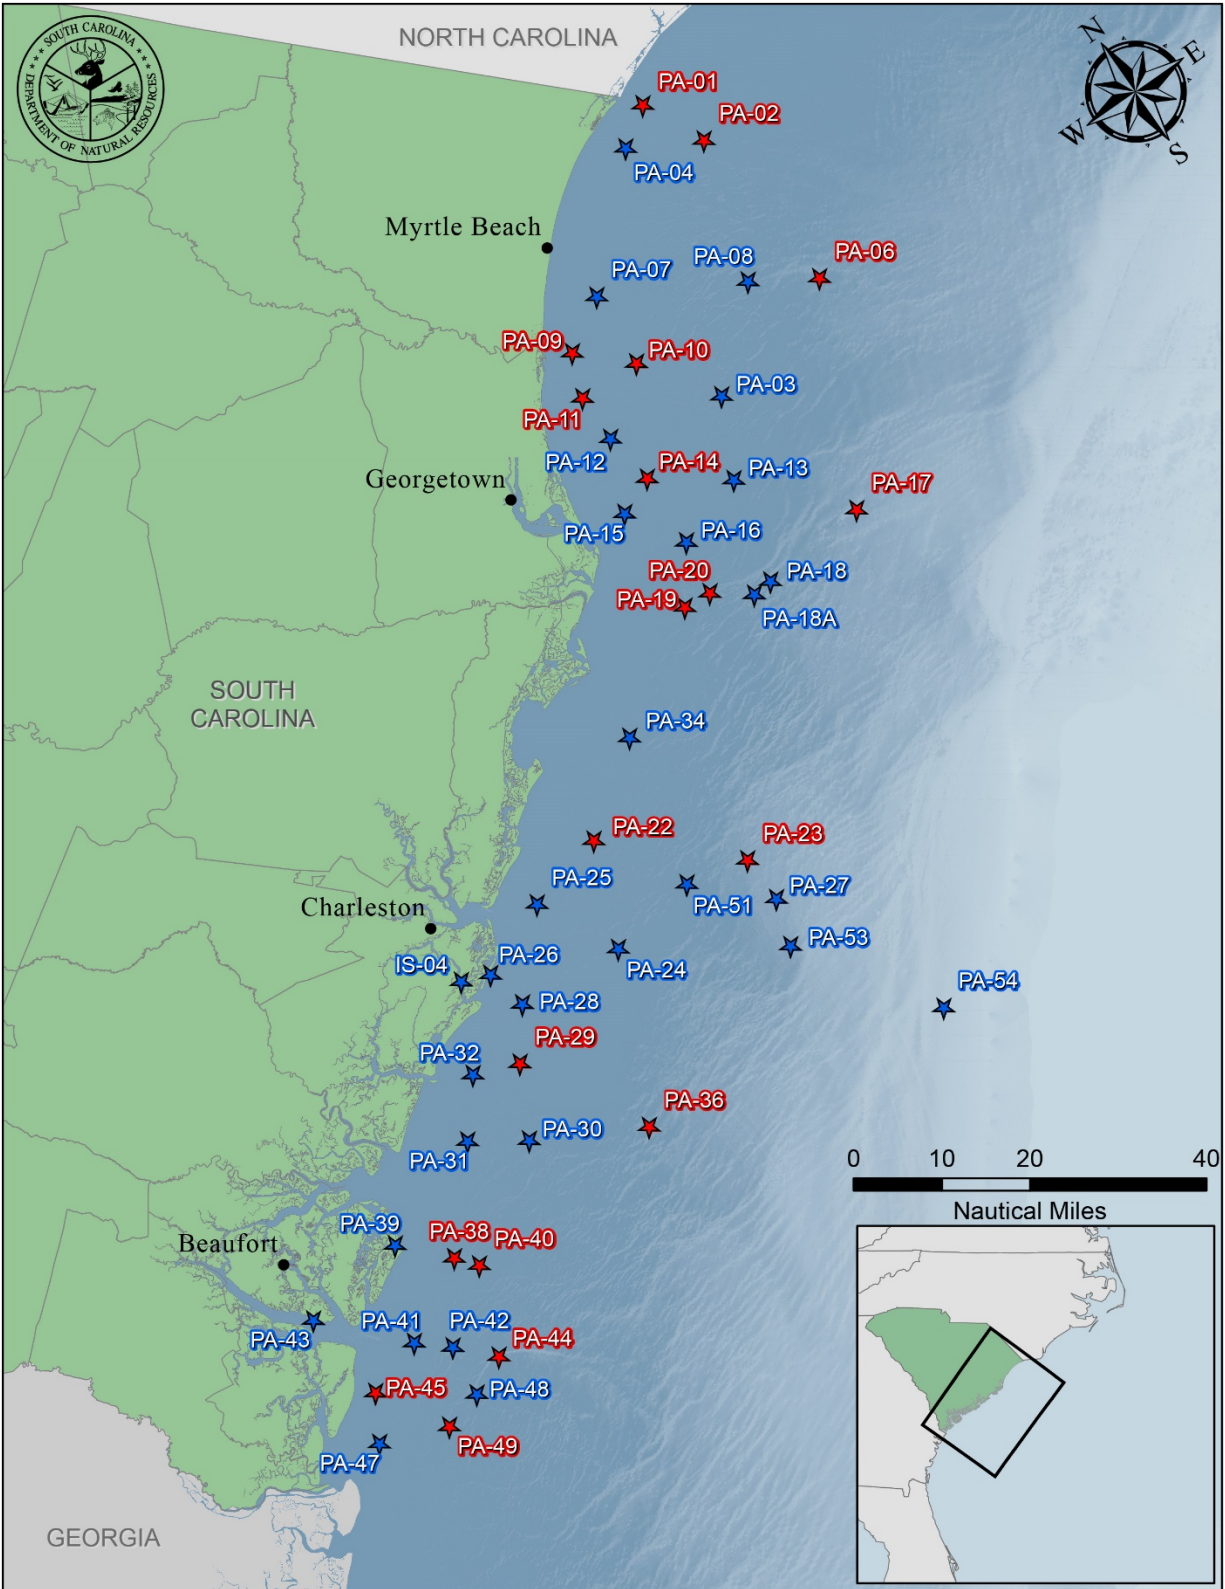 NORTH CAROLINA
SOUTH CAROLINA
DEPARTMENT OF NATURAL RESOURCES
N
E
W
S
PA-01
PA-02
PA-04
Myrtle Beach
PA-06
PA-08
PA-07
PA-09
PA-10
PA-03
PA-11
PA-12
PA-14
PA-13
Georgetown
PA-17
PA-15
PA-16
PA-20
PA-18
PA-19
PA-18A
SOUTH
CAROLINA
PA-34
PA-22
PA-23
PA-25
PA-27
Charleston
PA-51
PA-53
IS-04
PA-26
PA-24
PA-54
PA-28
PA-29
PA-32
PA-36
PA-30
PA-31
0 10 20 40
Nautical Miles
PA-39
PA-38
PA-40
Beaufort
PA-43
PA-41
PA-42
PA-44
PA-45
PA-48
PA-49
PA-47
GEORGIA